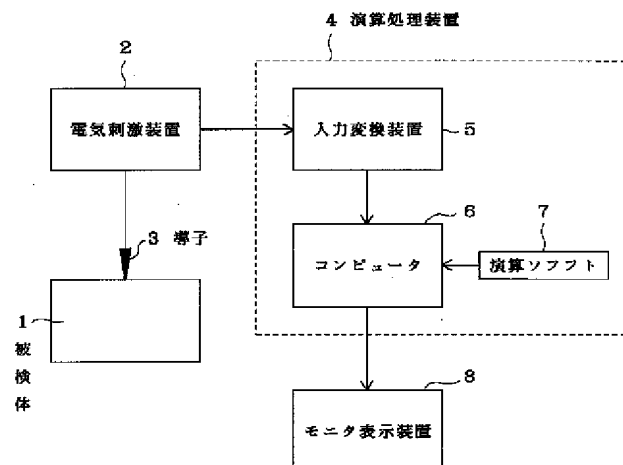 4 演算処理装置
2
電気刺激装置
入力変換装置
5
3 導子
6
7
コンピュータ
演算ソフフト
1
被
検
体
8
モニタ表示装置